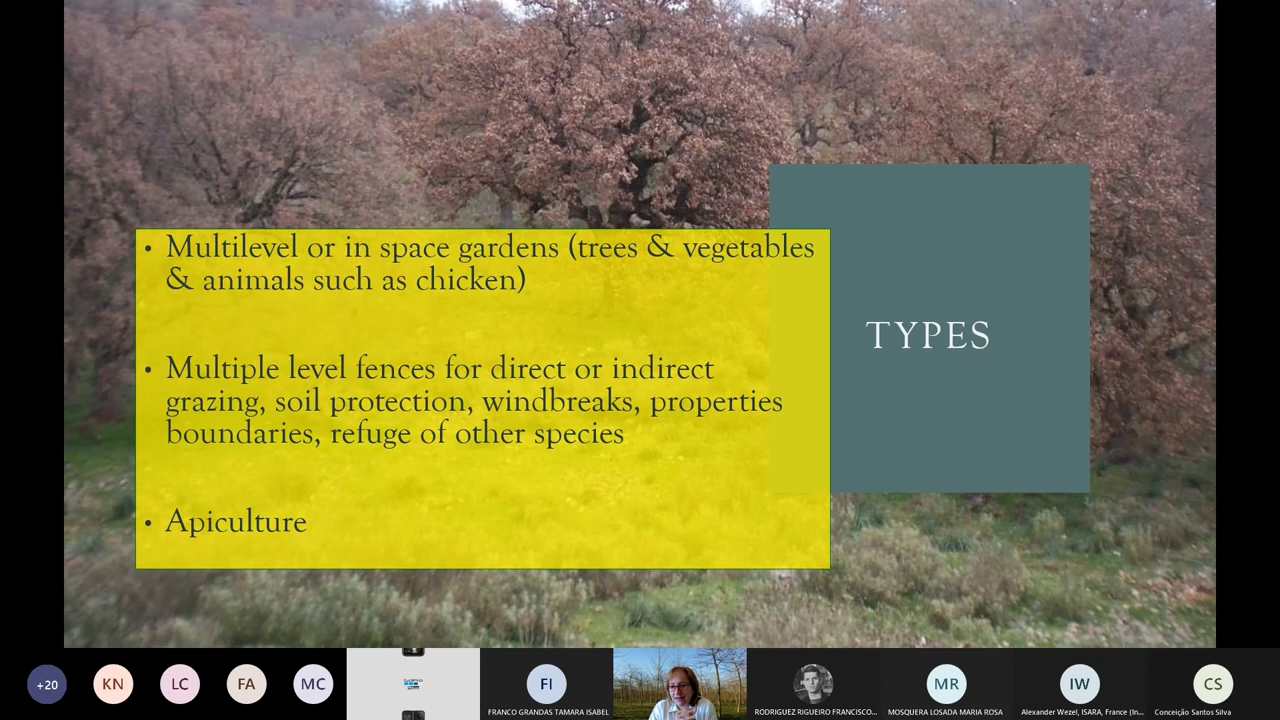 • Multilevel or in space gardens (trees & vegetables
& animals such as chicken)
• Multiple level fences for direct or indirect
grazing, soil protection, windbreaks, properties
boundaries, refuge of other species
• Apiculture
TYPES
+20
KN
LC
FA
MC
GoPro
FI
FRANCO GRANDAS TAMARA ISABEL
RODRIGUEZ RIGUEIRO FRANCISCO...
MR
MOSQUERA LOSADA MARIA ROSA
IW
Alexander Wezel, ISARA, France (In...
CS
Conceição Santos Silva